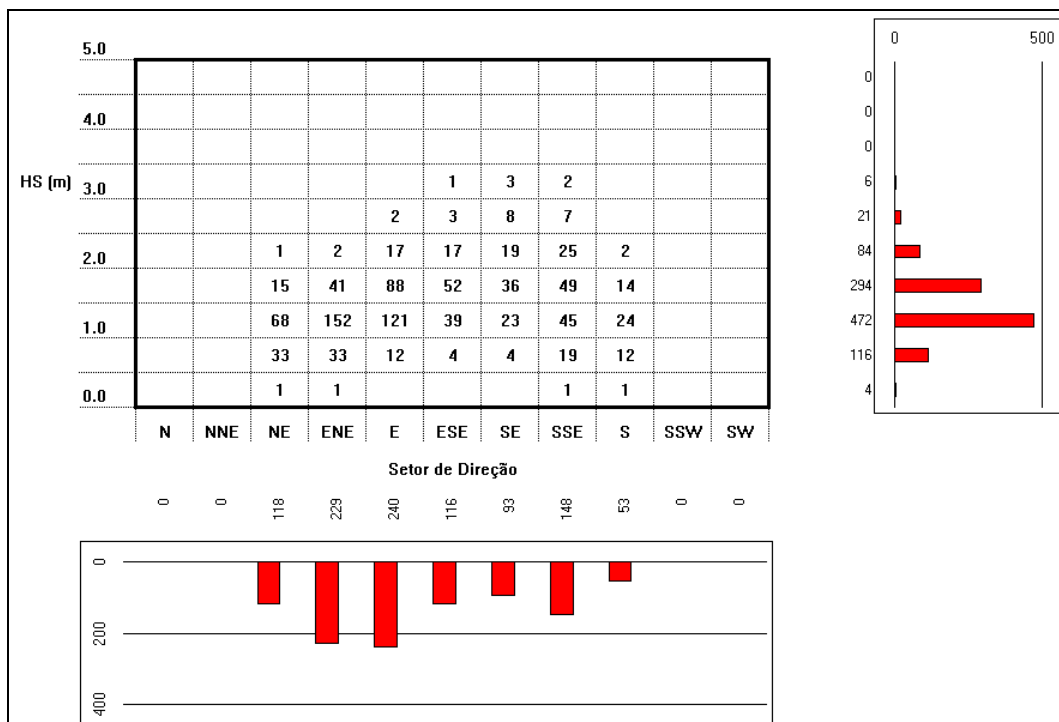 5.0
4.0
HS (m) 3.0 1 3 2
2 3 8 7
2.0 1 2 17 17 19 25 2
15 41 88 52 36 49 14
1.0 68 152 121 39 23 45 24
33 33 12 4 4 19 12
0.0 1 1 1 1
N NNE NE ENE E ESE SE SSE S SSW SW
Setor de Direção
0 0 118 229 240 116 93 148 53 0 0
0
200
400
0 500
0
0
0
6
21
84
294
472
116
4